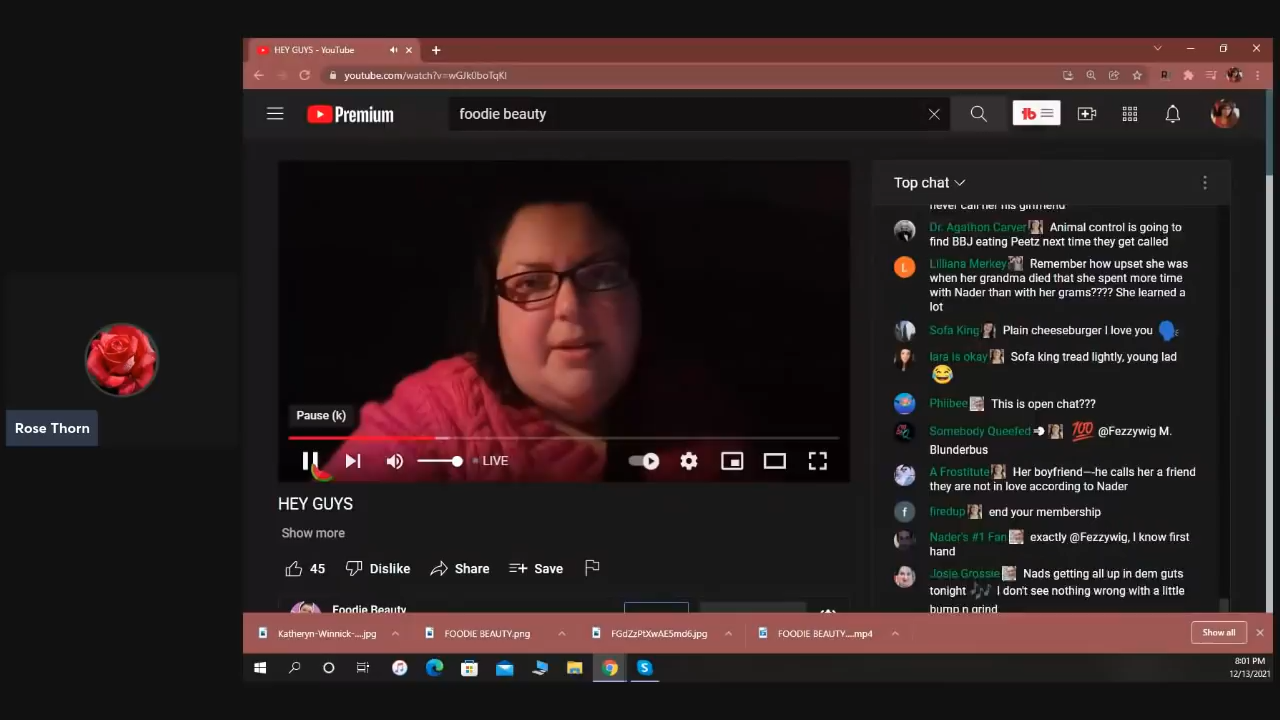 HEY GUYS - YouTube
youtube.com/watch?v=wGJk0boTqKI
Premium
foodie beauty
Top chat
never call her his girlfriend
Dr. Agathon Carver Animal control is going
to find BBJ eating Peetz next time they get called
Lilliana Merkey Remember how upset she was
when her grandma died that she spent more time
with Nader than with her grams???? She learned a
lot
Sofa King Plain cheeseburger I love you
lara is okay Sofa king tread lightly, young lad
Phiibee This is open chat???
Somebody Queefed 100 @Fezzywig M.
Blunderbus
A Frostitute Her boyfriend—he calls her a friend
they are not in love according to Nader
firedup end your membership
Nader's #1 Fan exactly @Fezzywig, I know first
hand
Josie Grossie Nads getting all up in dem guts
tonight I don't see nothing wrong with a little
bump n grind
Pause (k)
LIVE
HEY GUYS
Show more
45
Dislike
Share
Save
Foodie Beauty
Rose Thorn
Katheryn-Winnick-....jpg
FOODIE BEAUTY.png
FGdZzPtXwAE5md6.jpg
FOODIE BEAUTY....mp4
Show all
8:01 PM
12/13/2021